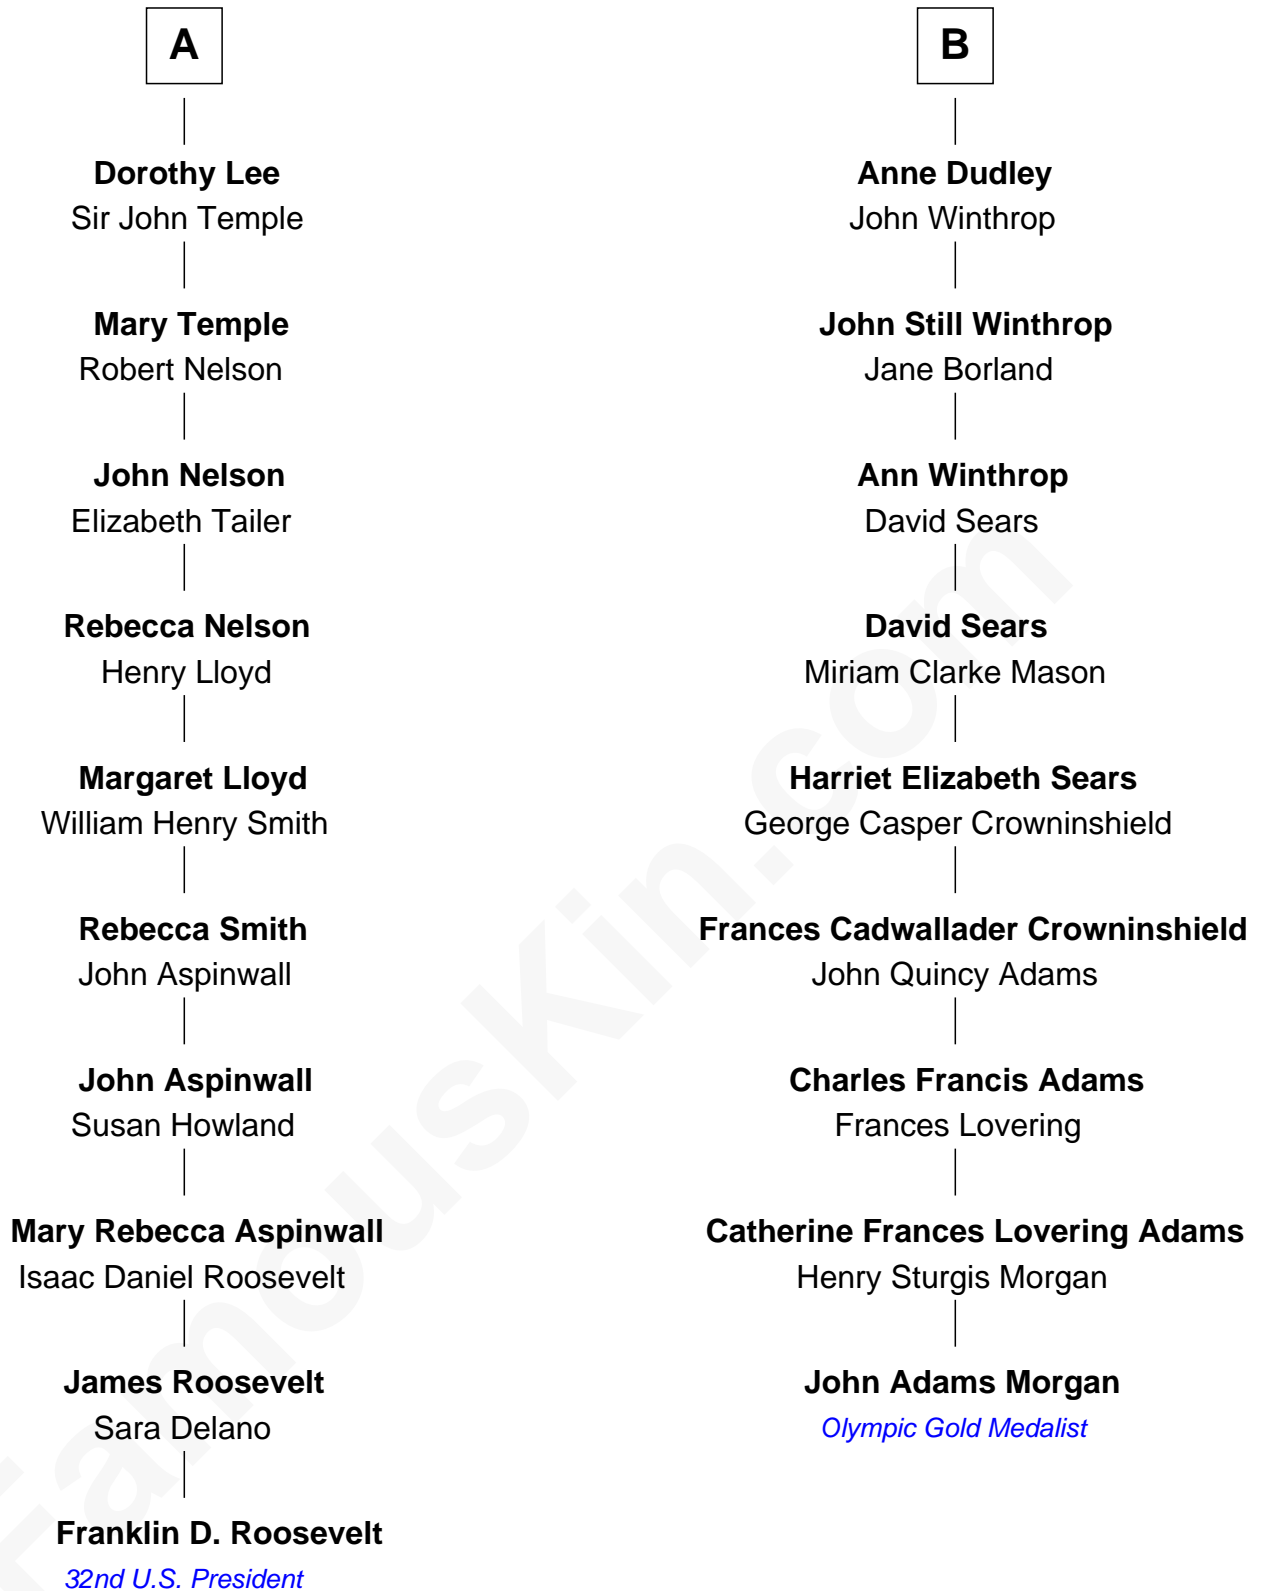 A
Dorothy Lee
Sir John Temple
Mary Temple
Robert Nelson
John Nelson
Elizabeth Tailer
Rebecca Nelson
Henry Lloyd
Margaret Lloyd
William Henry Smith
Rebecca Smith
John Aspinwall
John Aspinwall
Susan Howland
Mary Rebecca Aspinwall
Isaac Daniel Roosevelt
James Roosevelt
Sara Delano
Franklin D. Roosevelt
32nd U.S. President
B
Anne Dudley
John Winthrop
John Still Winthrop
Jane Borland
Ann Winthrop
David Sears
David Sears
Miriam Clarke Mason
Harriet Elizabeth Sears
George Casper Crowninshield
Frances Cadwallader Crowninshield
John Quincy Adams
Charles Francis Adams
Frances Lovering
Catherine Frances Lovering Adams
Henry Sturgis Morgan
John Adams Morgan
Olympic Gold Medalist
FamousKin.com